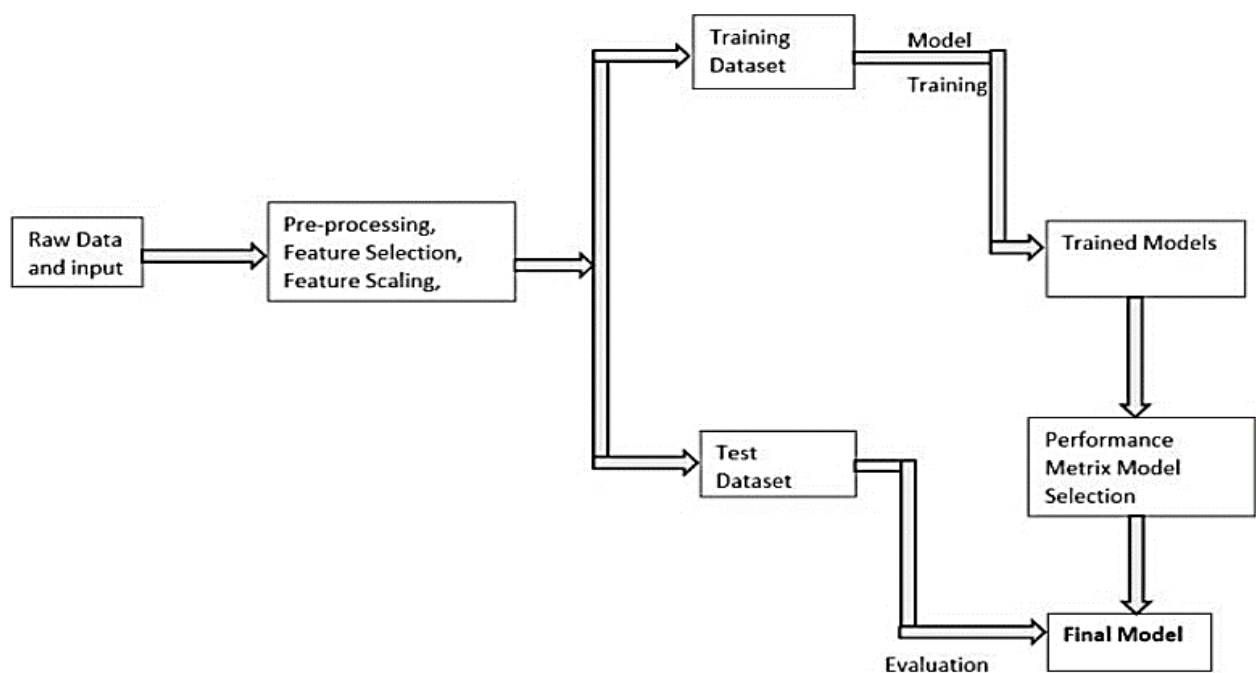 Training
Dataset
Model
Training
Raw Data
and input
Pre-processing,
Feature Selection,
Feature Scaling,
Trained Models
Test
Dataset
Performance
Metrix Model
Selection
Evaluation
Final Model